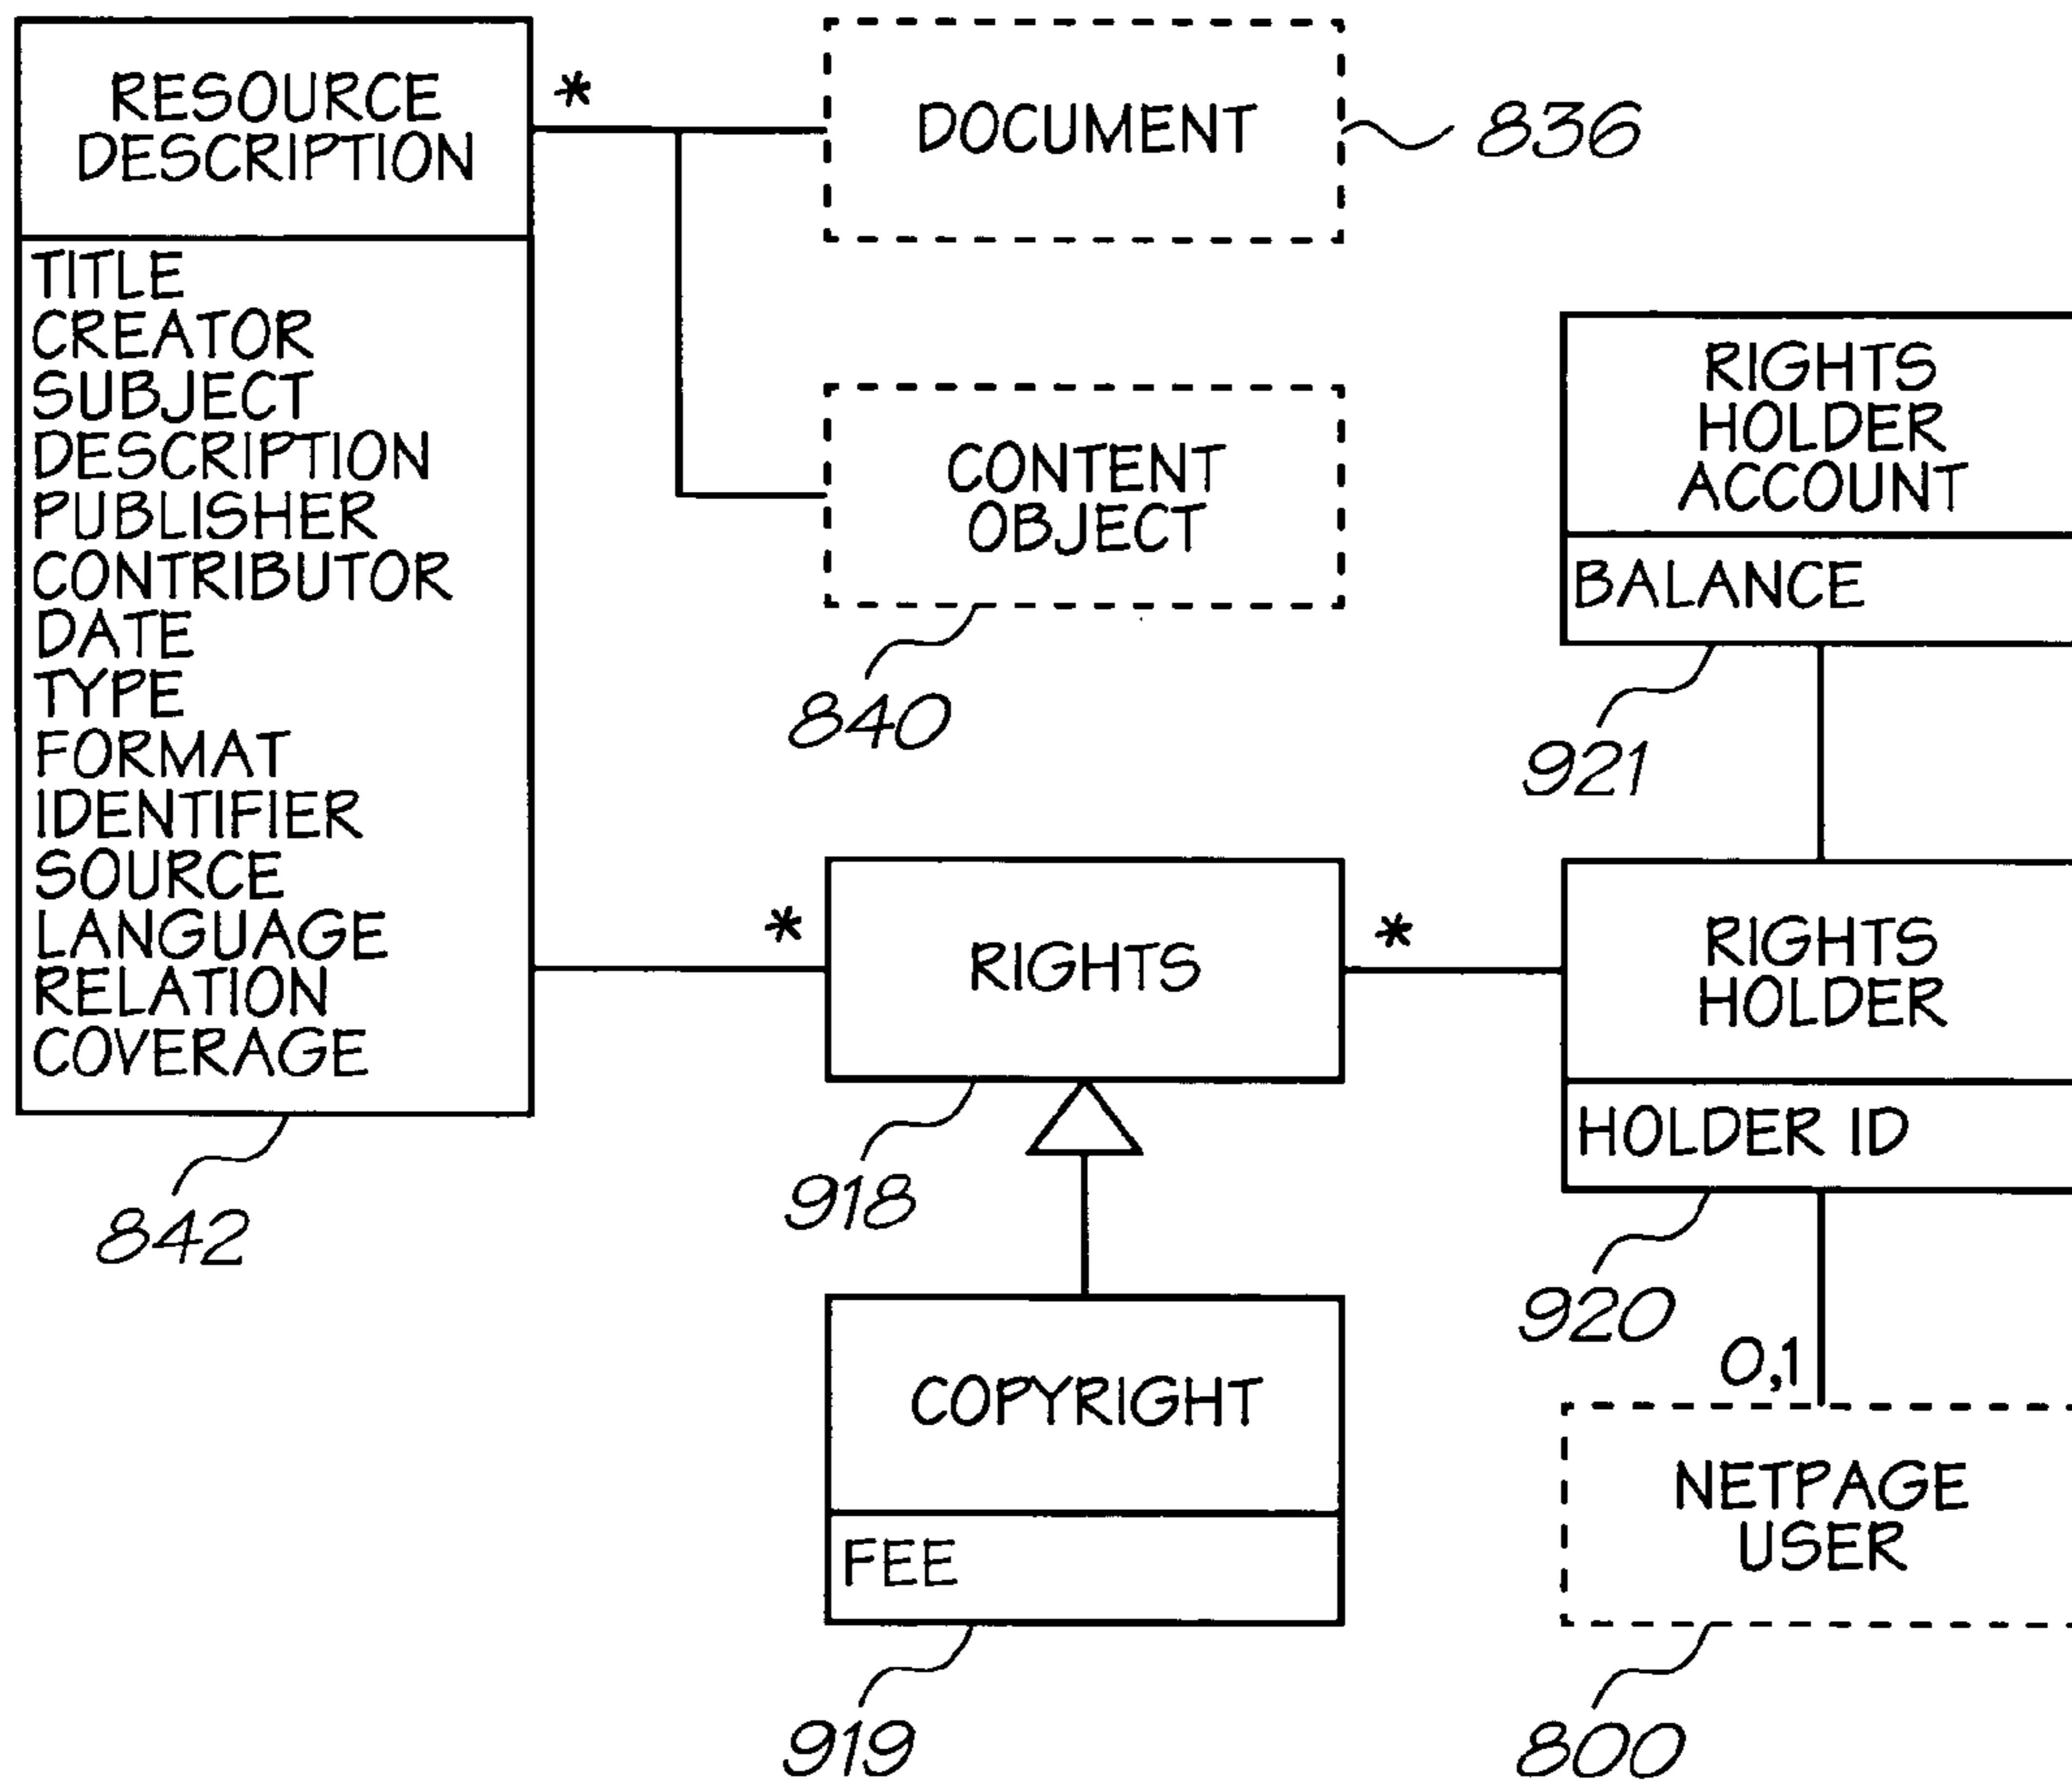 RESOURCE
DESCRIPTION
*
TITLE
CREATOR
SUBJECT
DESCRIPTION
PUBLISHER
CONTRIBUTOR
DATE
TYPE
FORMAT
IDENTIFIER
SOURCE
LANGUAGE
RELATION
COVERAGE
842
DOCUMENT
836
CONTENT
OBJECT
840
RIGHTS
HOLDER
ACCOUNT
BALANCE
921
*
RIGHTS
*
918
RIGHTS
HOLDER
HOLDER ID
920
COPYRIGHT
FEE
919
0,1
NETPAGE
USER
800